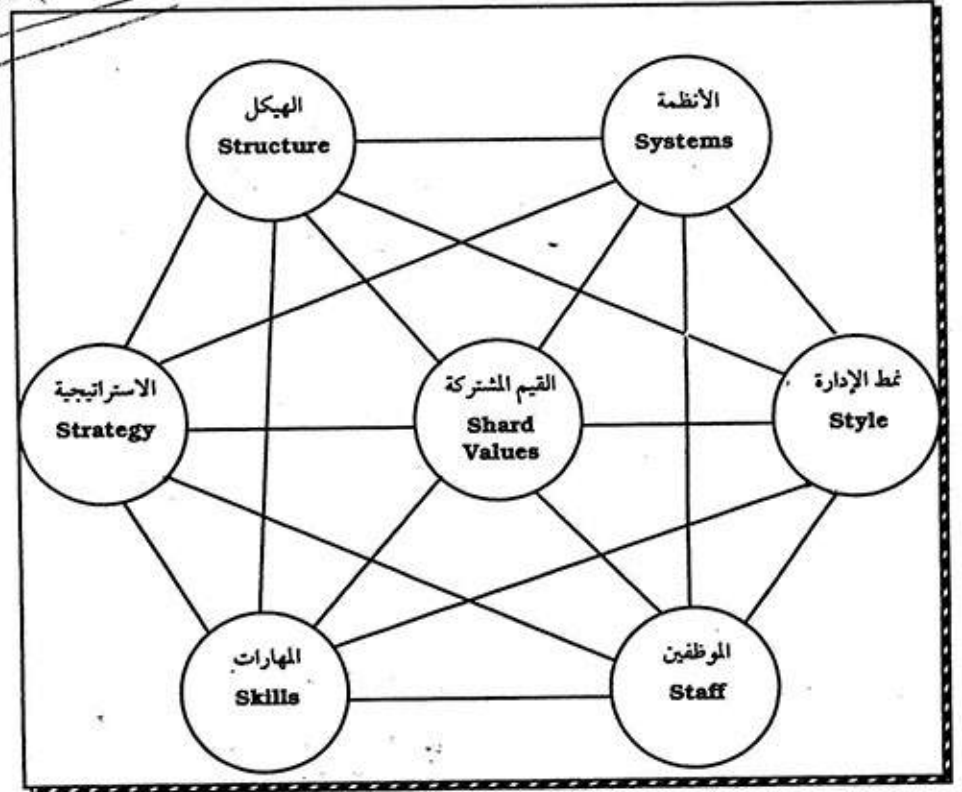 الهيكل
Structure
الأنظمة
Systems
الاستراتيجية
Strategy
القيم المشتركة
Shard
Values
نمط الإدارة
Style
المهارات
Skills
الموظفين
Staff